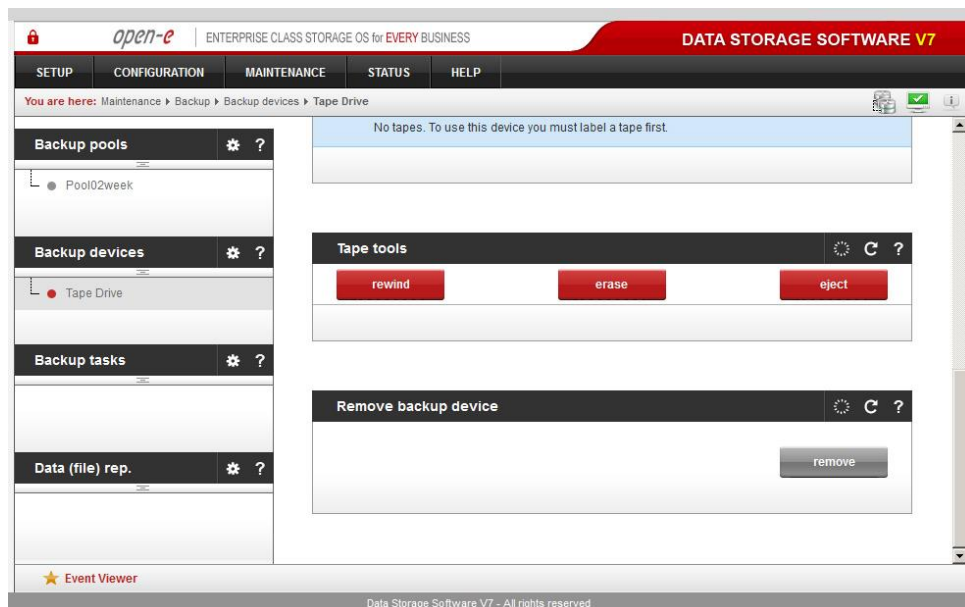 open-e ENTERPRISE CLASS STORAGE OS for EVERY BUSINESS DATA STORAGE SOFTWARE V7
SETUP CONFIGURATION MAINTENANCE STATUS HELP
You are here: Maintenance Backup Backup devices Tape Drive
Backup pools ?
Pool02week
Backup devices ?
Tape Drive
Backup tasks ?
Data (file) rep. ?
No tapes. To use this device you must label a tape first.
Tape tools ?
rewind erase eject
Remove backup device ?
remove
Event Viewer
Data Storage Software V7 - All rights reserved